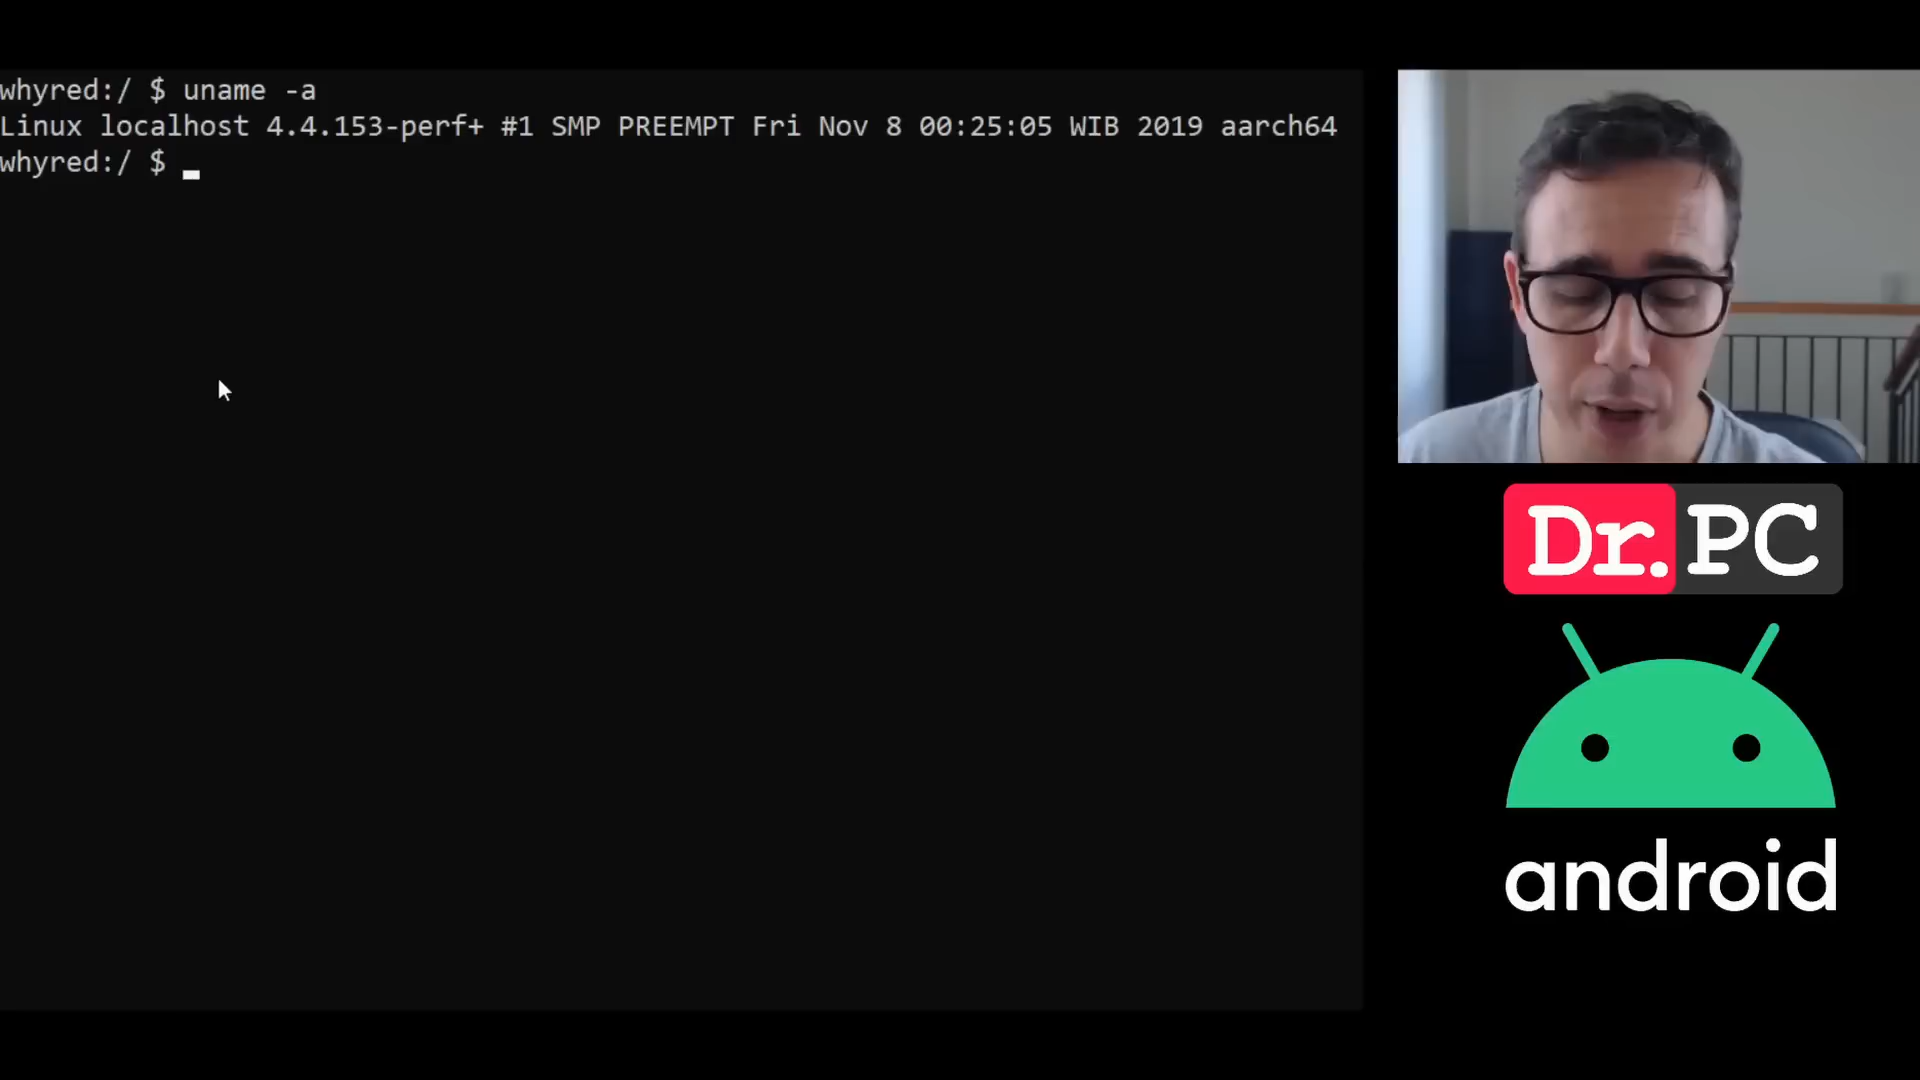 whyred:/ $ uname -a
Linux localhost 4.4.153-perf+ #1 SMP PREEMPT Fri Nov 8 00:25:05 WIB 2019 aarch64
whyred:/ $
Dr. PC
android